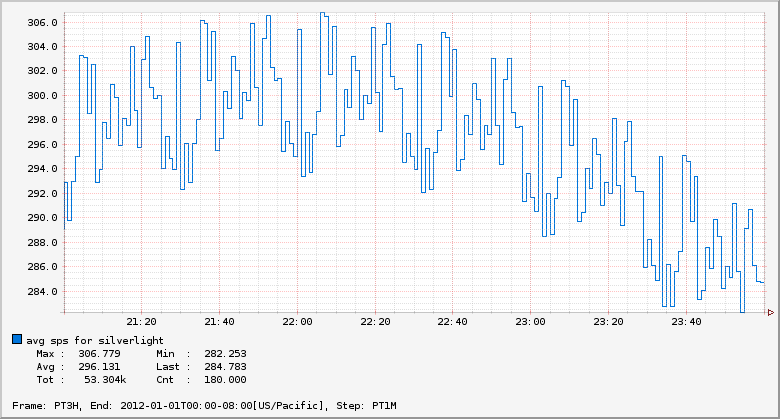 306.0
304.0
302.0
300.0
298.0
296.0
294.0
292.0
290.0
288.0
286.0
284.0
21:20 21:40 22:00 22:20 22:40 23:00 23:20 23:40
avg sps for silverlight
Max : 306.779 Min : 282.253
Avg : 296.131 Last : 284.783
Tot : 53.304k Cnt : 180.000
Frame: PT3H, End: 2012-01-01T00:00-08:00[US/Pacific], Step: PT1M